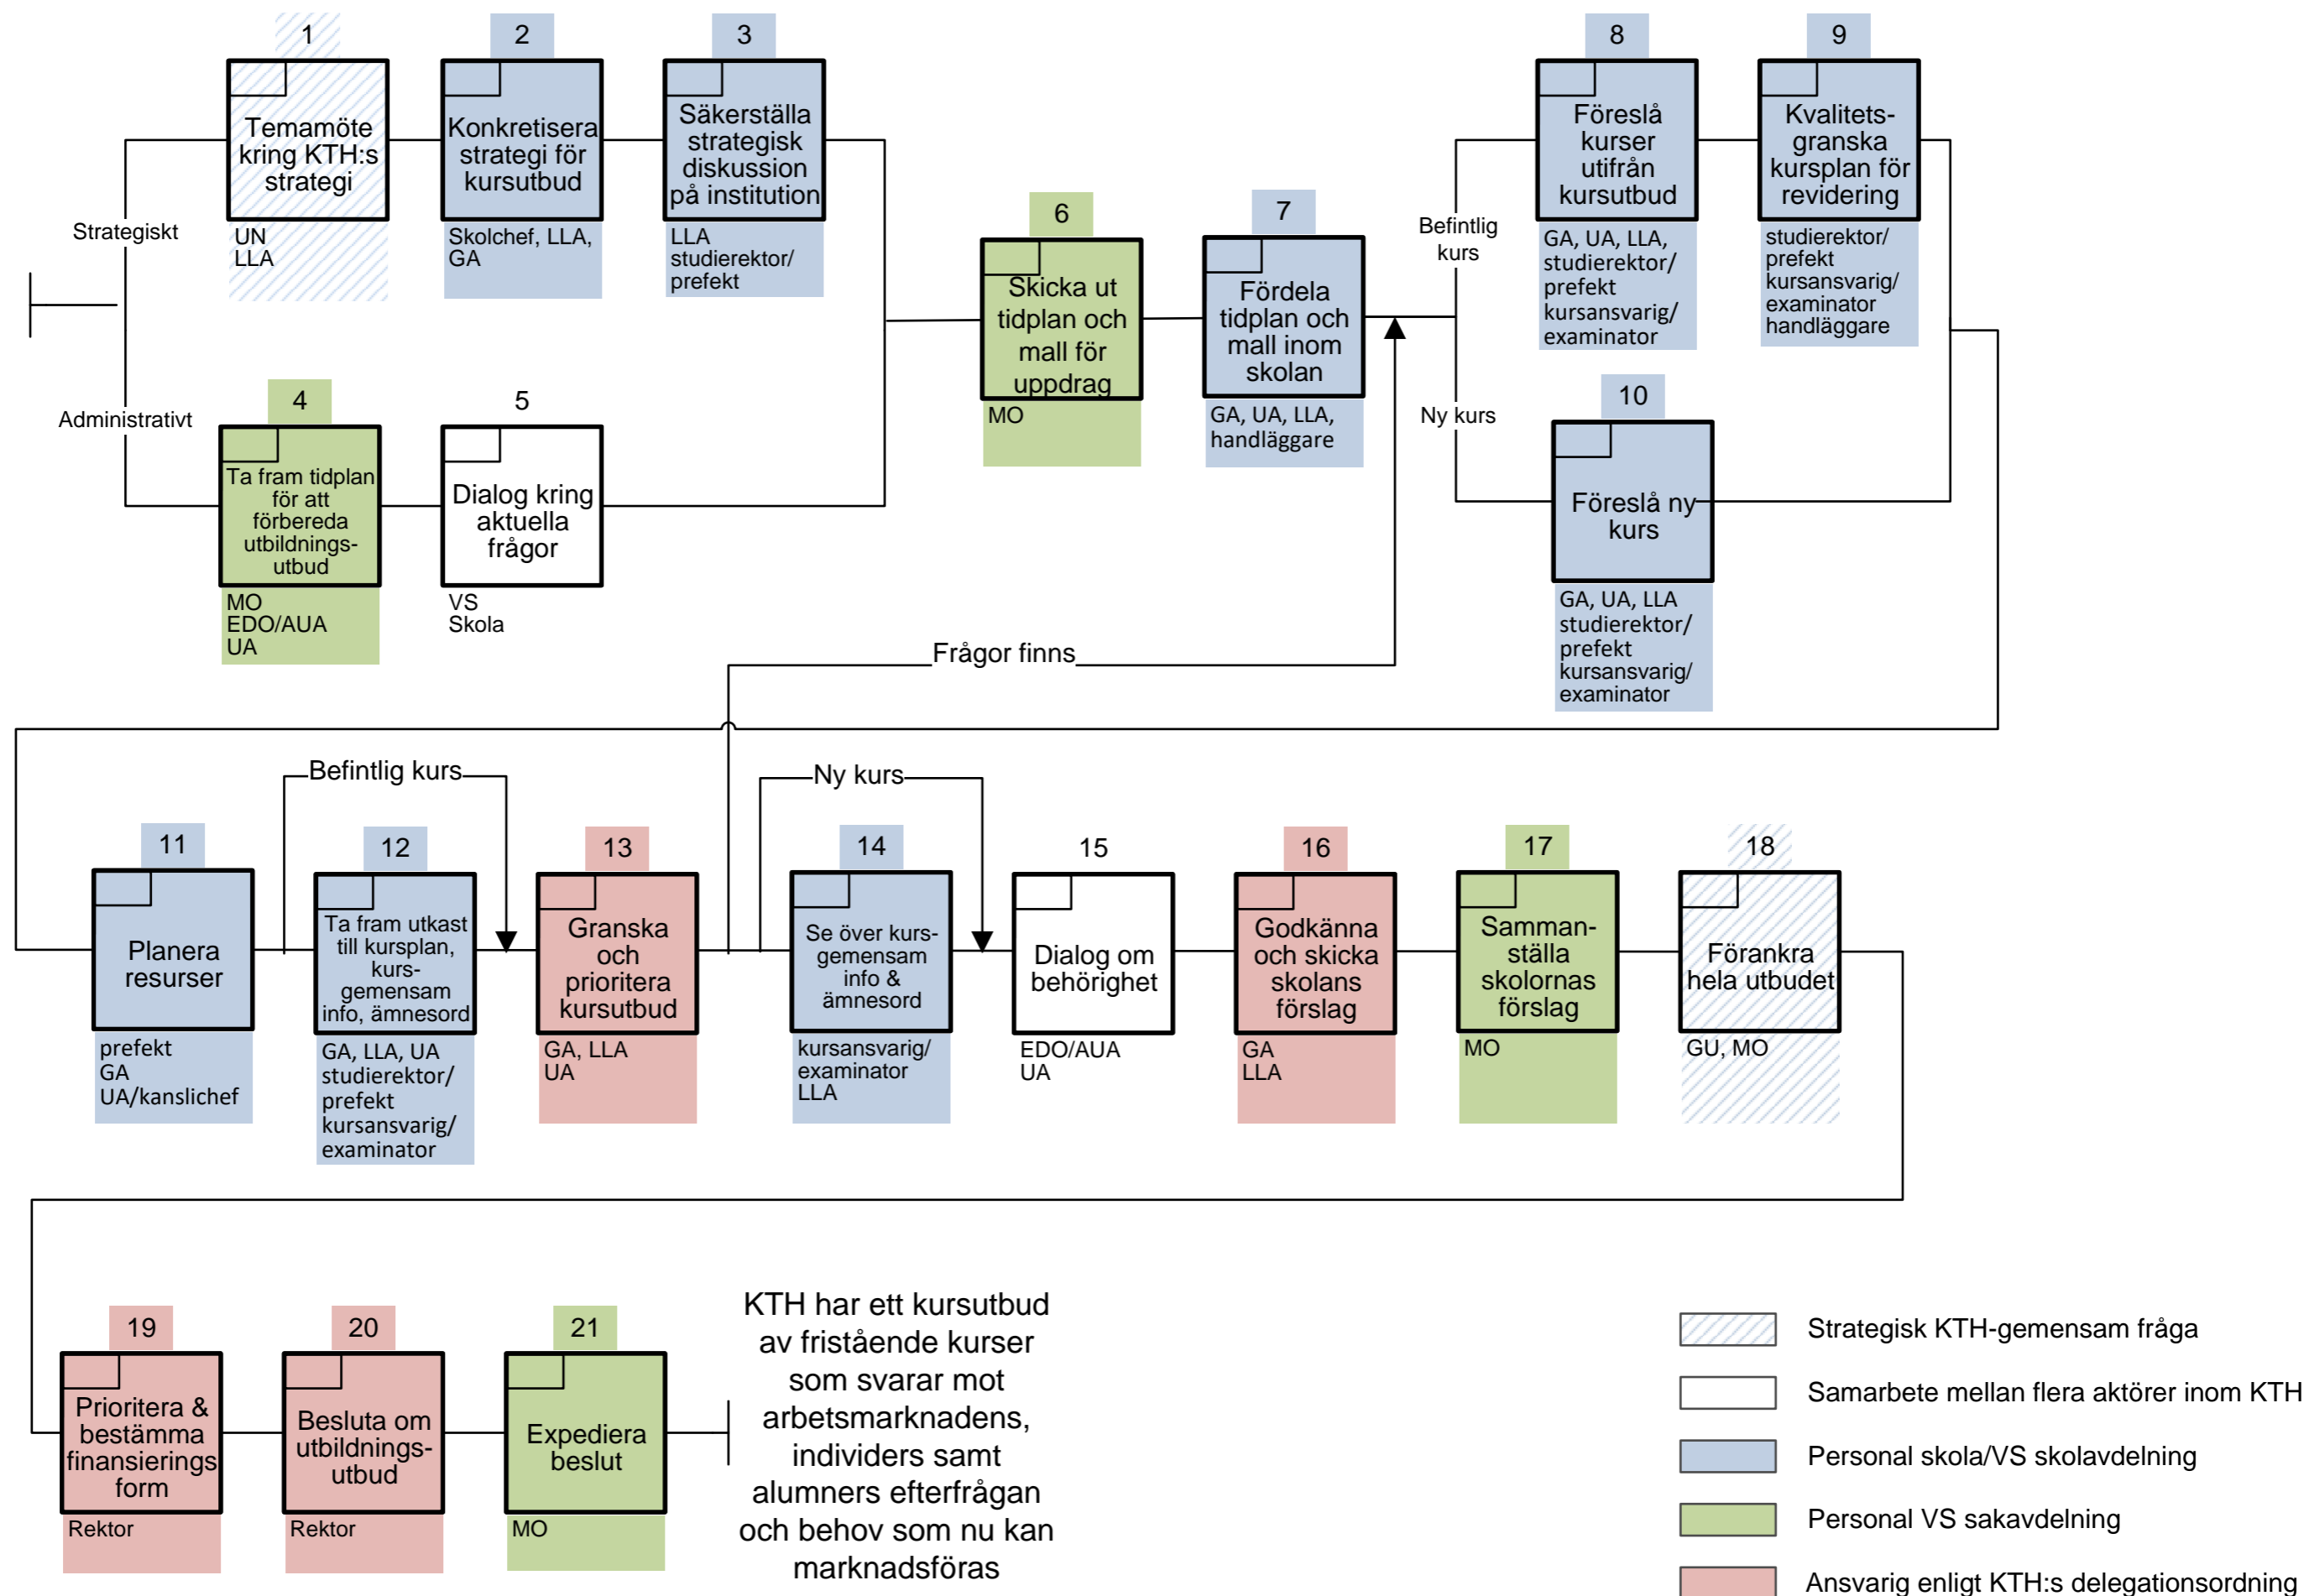 1
Temamöte
kring KTH:s
strategi
UN
LLA
2
Konkretisera
strategi för
kursutbud
Skolchef, LLA,
GA
3
Säkerställa
strategisk
diskussion
på institution
LLA
studierektor/
prefekt
Strategiskt
Administrativt
4
Ta fram tidplan
för att
förbereda
utbildnings-
utbud
MO
EDO/AUA
UA
5
Dialog kring
aktuella
frågor
VS
Skola
6
Skicka ut
tidplan och
mall för
uppdrag
MO
7
Fördela
tidplan och
mall inom
skolan
GA, UA, LLA,
handläggare
Befintlig
kurs
Ny kurs
8
Föreslå
kurser
utifrån
kursutbud
GA, UA, LLA,
studierektor/
prefekt
kursansvarig/
examinator
9
Kvalitets-
granska
kursplan för
revidering
studierektor/
prefekt
kursansvarig/
examinator
handläggare
10
Föreslå ny
kurs
GA, UA, LLA
studierektor/
prefekt
kursansvarig/
examinator
Frågor finns
Befintlig kurs
Ny kurs
11
Planera
resurser
prefekt
GA
UA/kanslichef
12
Ta fram utkast
till kursplan,
kurs-
gemensam
info, ämnesord
GA, LLA, UA
studierektor/
prefekt
kursansvarig/
examinator
13
Granska
och
prioritera
kursutbud
GA, LLA
UA
14
Se över kurs-
gemensam
info &
ämnesord
kursansvarig/
examinator
LLA
15
Dialog om
behörighet
EDO/AUA
UA
16
Godkänna
och skicka
skolans
förslag
GA
LLA
17
Samman-
ställa
skolornas
förslag
MO
18
Förankra
hela utbudet
GU, MO
19
Prioritera &
bestämma
finansierings
form
Rektor
20
Besluta om
utbildnings-
utbud
Rektor
21
Expediera
beslut
MO
KTH har ett kursutbud
av fristående kurser
som svarar mot
arbetsmarknadens,
individers samt
alumners efterfrågan
och behov som nu kan
marknadsföras
Strategisk KTH-gemensam fråga
Samarbete mellan flera aktörer inom KTH
Personal skola/VS skolavdelning
Personal VS sakavdelning
Ansvarig enligt KTH:s delegationsordning